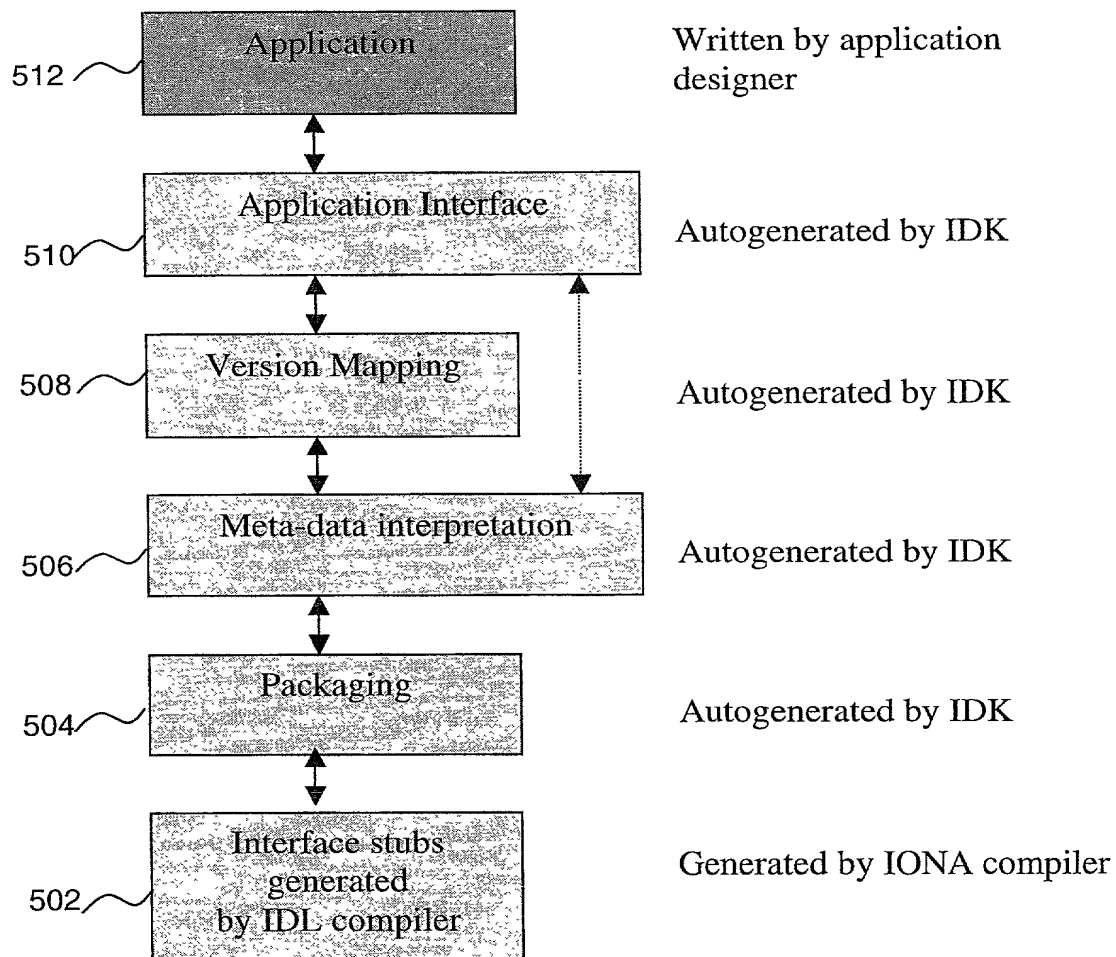 Application
512
Written by application
designer
Application Interface
510
Autogenerated by IDK
Version Mapping
508
Autogenerated by IDK
Meta-data interpretation
506
Autogenerated by IDK
Packaging
504
Autogenerated by IDK
Interface stubs
generated
by IDL compiler
502
Generated by IONA compiler